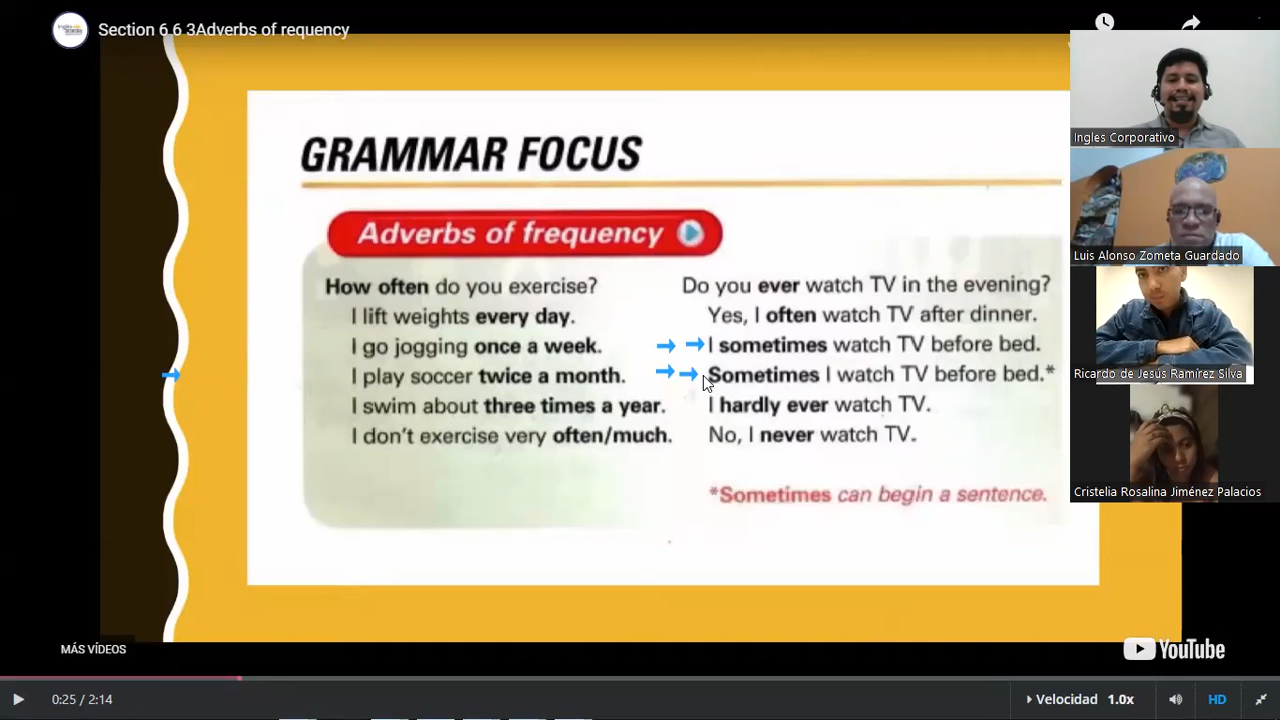 Section 6 6 3Adverbs of requency
GRAMMAR FOCUS
Adverbs of frequency
How often do you exercise?
I lift weights every day.
I go jogging once a week.
I play soccer twice a month.
I swim about three times a year.
I don't exercise very often/much.
Do you ever watch TV in the evening?
Yes, I often watch TV after dinner.
I sometimes watch TV before bed.
Sometimes I watch TV before bed.*
I hardly ever watch TV.
No, I never watch TV.
*Sometimes can begin a sentence.
Ingles Corporativo
Luis Alonso Zometa Guardado
Ricardo de Jesus Ramírez Silva
Cristelia Rosalina Jiménez Palacios
MÁS VÍDEOS
YouTube
0:25 / 2:14
Velocidad 1.0x
HD